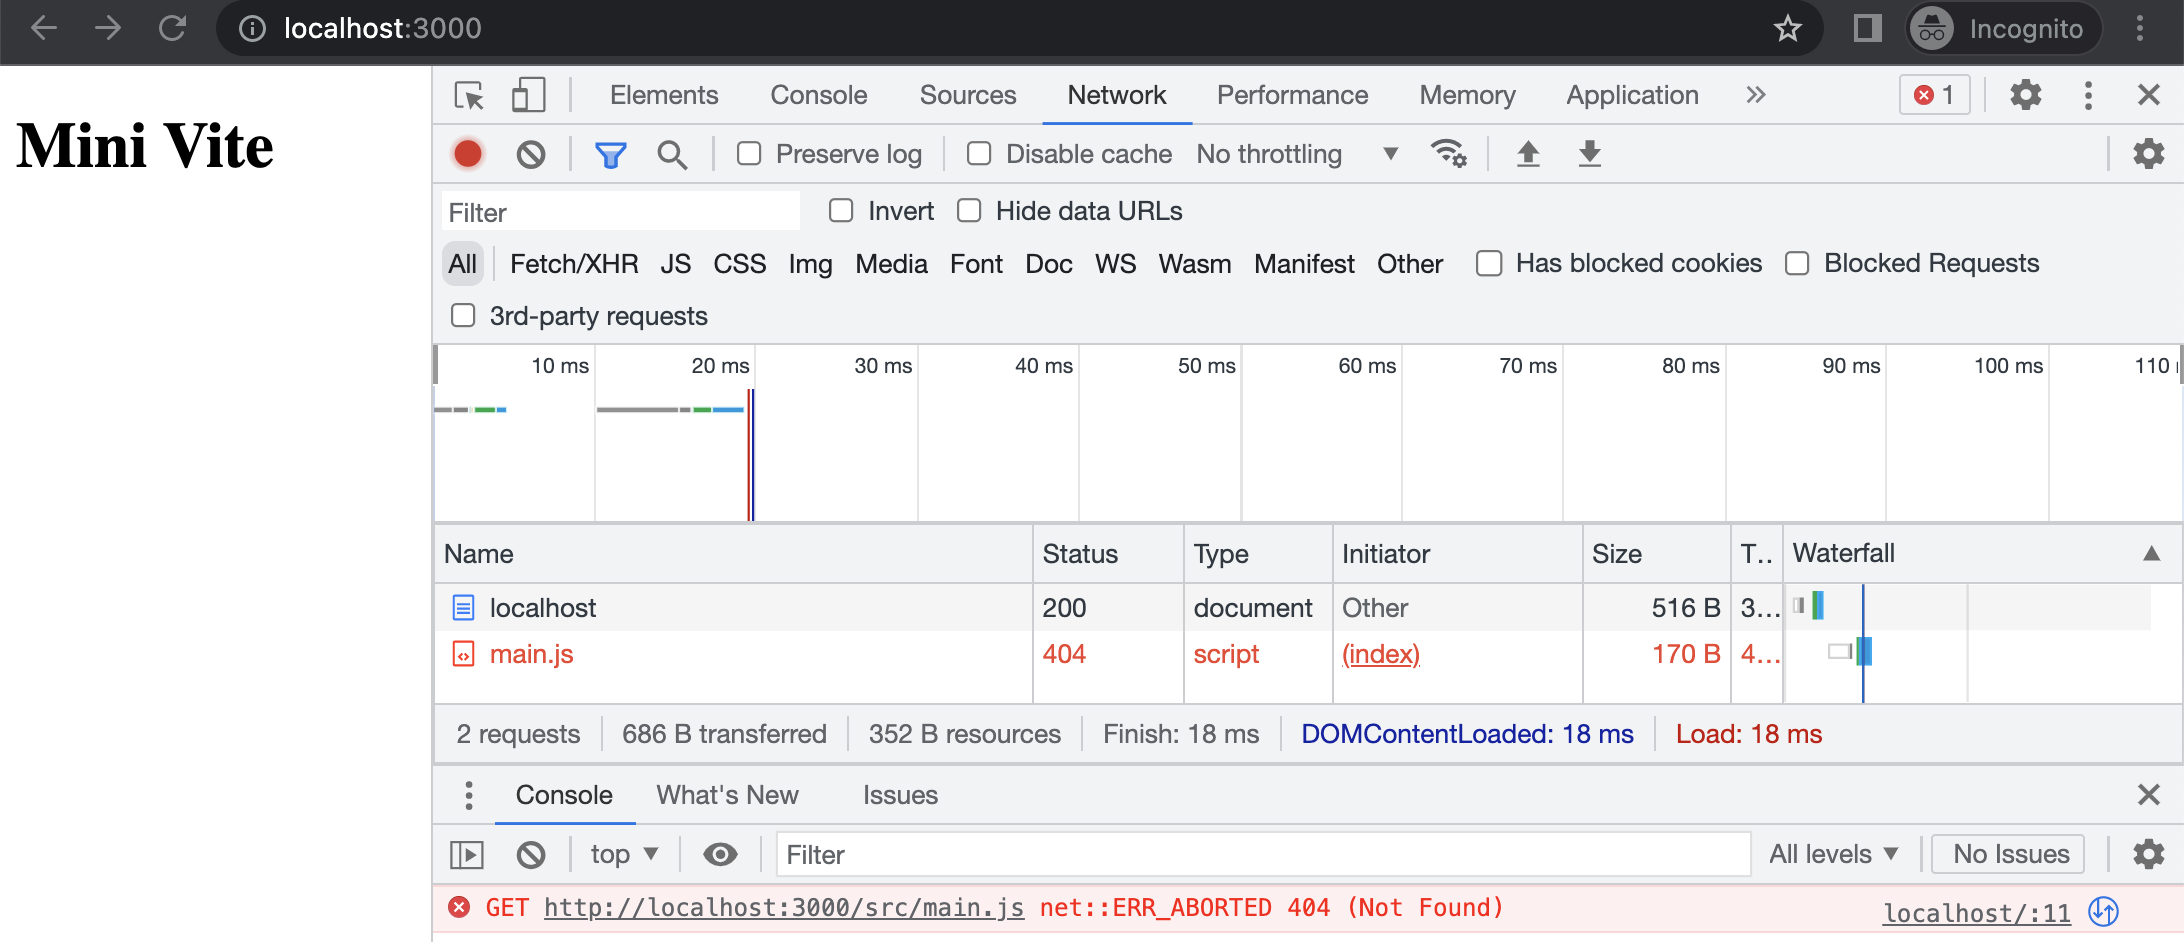 localhost:3000
Incognito
Mini Vite
Elements Console Sources Network Performance Memory Application » 1
Preserve log Disable cache No throttling
Filter Invert Hide data URLs
All Fetch/XHR JS CSS Img Media Font Doc WS Wasm Manifest Other Has blocked cookies Blocked Requests
3rd-party requests
10 ms 20 ms 30 ms 40 ms 50 ms 60 ms 70 ms 80 ms 90 ms 100 ms 110
Name Status Type Initiator Size T.. Waterfall
localhost 200 document Other 516 B 3...
main.js 404 script (index) 170 B 4...
2 requests 686 B transferred 352 B resources Finish: 18 ms DOMContentLoaded: 18 ms Load: 18 ms
Console What's New Issues
top Filter All levels No Issues
GET http://localhost:3000/src/main.js net::ERR_ABORTED 404 (Not Found) localhost/:11